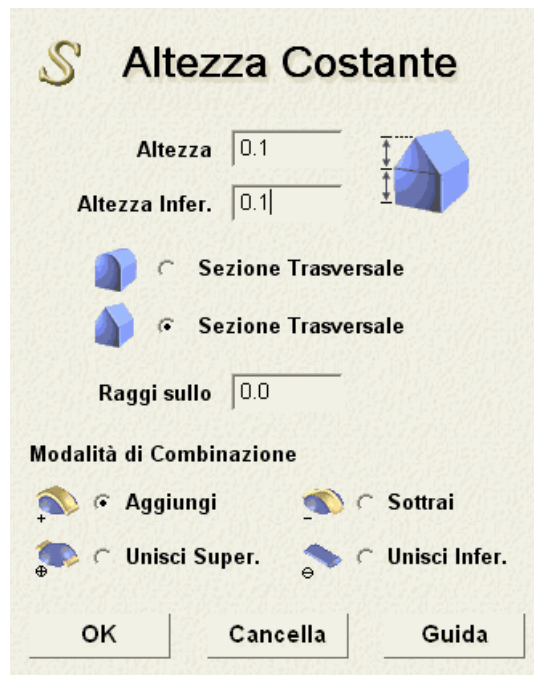 S Altezza Costante
Altezza 0.1
Altezza Infer. 0.1
Sezione Trasversale
Sezione Trasversale
Raggi sullo 0.0
Modalità di Combinazione
Aggiungi Sottrai
Unisci Super. Unisci Infer.
OK Cancella Guida